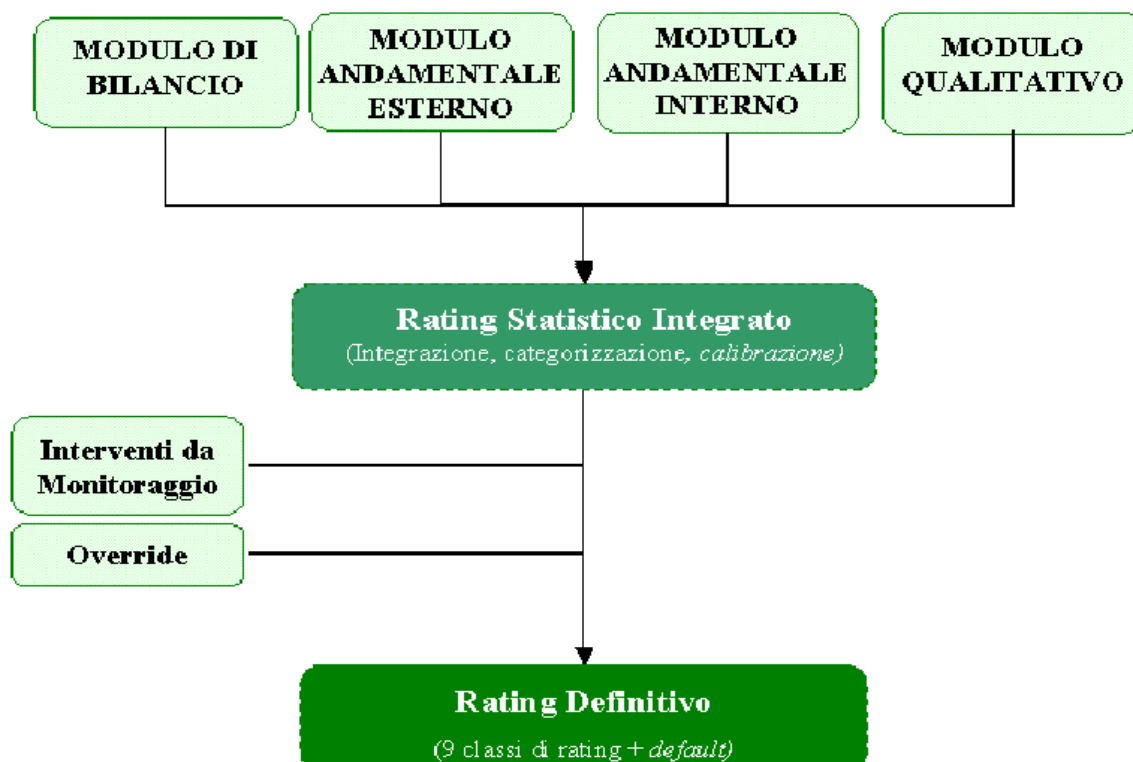 MODULO DI
BILANCIO
MODULO
ANDAMENTALE
ESTERNO
MODULO
ANDAMENTALE
INTERNO
MODULO
QUALITATIVO
Rating Statistico Integrato
(Integrazione, categorizzazione, calibrazione)
Interventi da
Monitoraggio
Override
Rating Definitivo
(9 classi di rating + default)